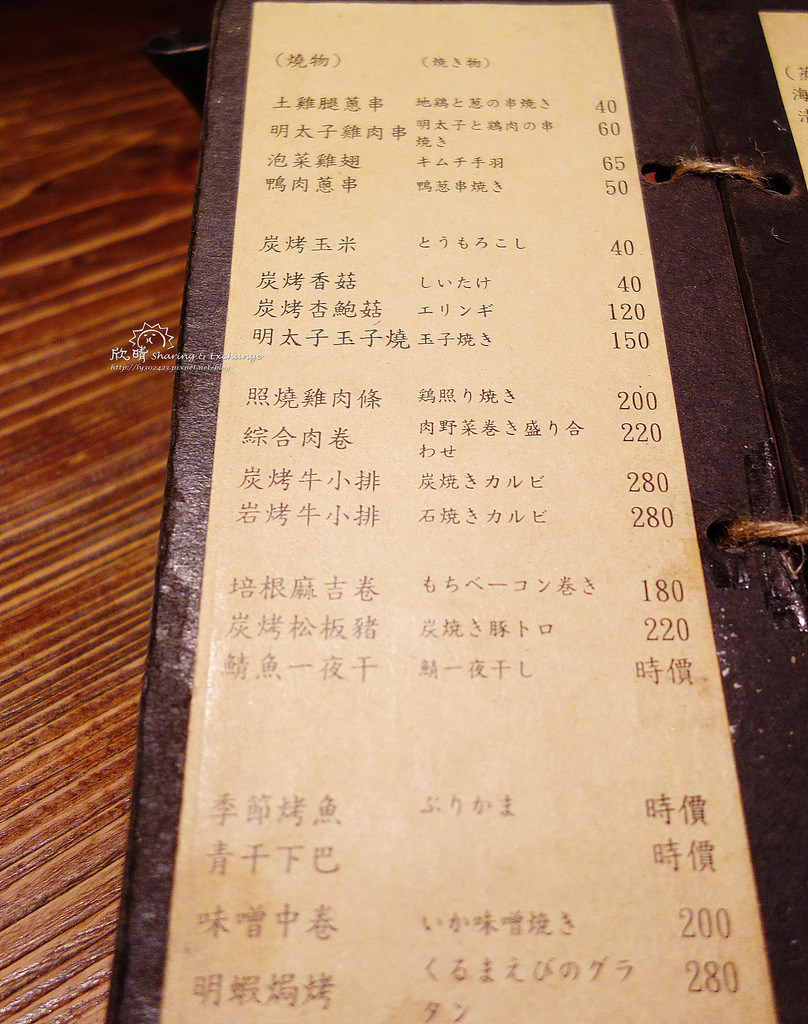 (燒物) (焼き物)
土雞腿蔥串 地鶏と葱の串焼き 40
明太子雞肉串 明太子と鶏肉の串 60
焼き
泡菜雞翅 キムチ手羽 65
鴨肉蔥串 鴨葱串焼き 50
炭烤玉米 とうもろこし 40
炭烤香菇 しいたけ 40
炭烤杏鮑菇 エリンギ 120
明太子玉子燒 玉子焼き 150
欣晴 Sharing & Exchange
http://ly302423.pixnet.net/blog
照燒雞肉條 鶏照り焼き 200
綜合肉卷 肉野菜巻き盛り合 220
わせ
炭烤牛小排 炭焼きカルビ 280
岩烤牛小排 石焼きカルビ 280
培根麻吉卷 もちベーコン巻き 180
炭烤松板豬 炭焼き豚トロ 220
鯖魚一夜干 鯖一夜干し 時價
季節烤魚 ぶりかま 時價
青干下巴 時價
味噌中卷 いか味噌焼き 200
明蝦焗烤 くるまえびのグラ 280
タン